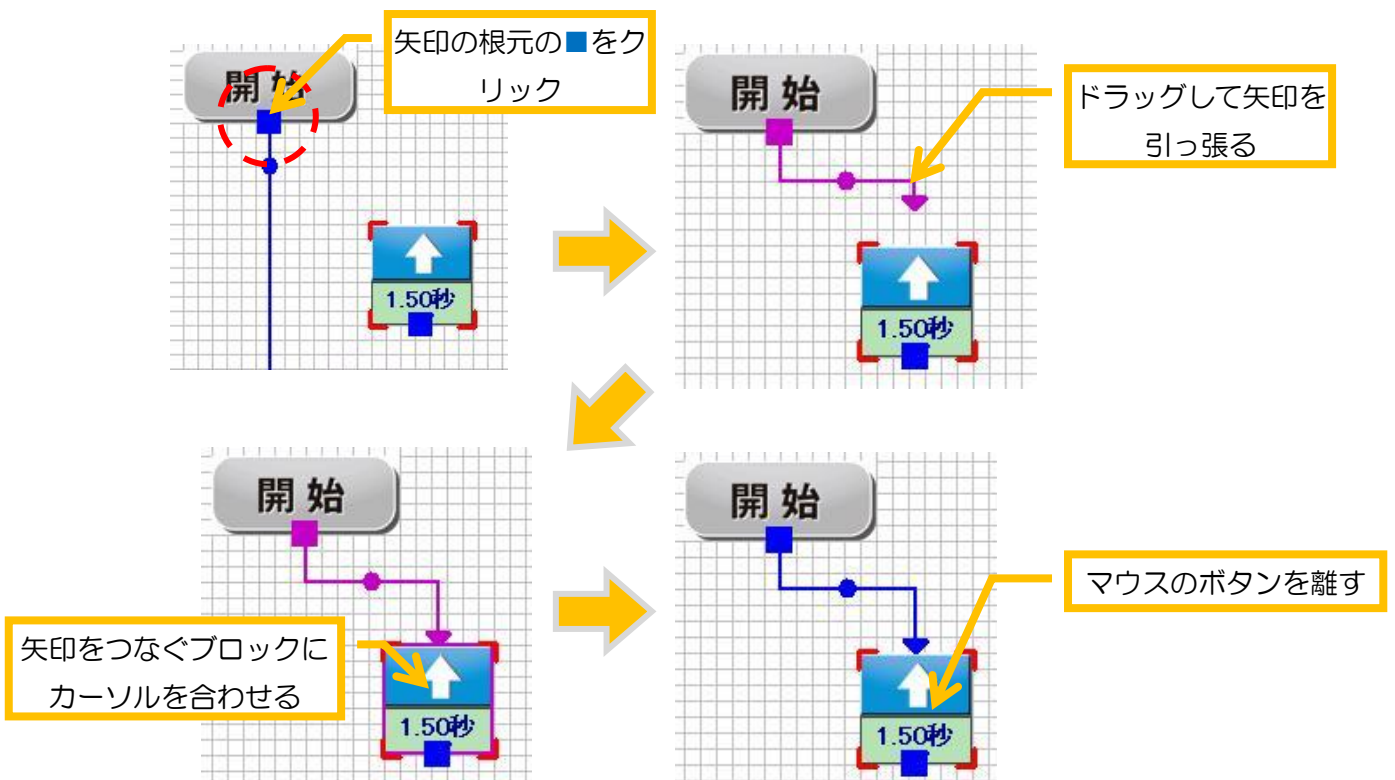 矢印の根元の■をク
リック
開始
1.50秒
ドラッグして矢印を
引っ張る
開始
1.50秒
開始
矢印をつなぐブロックに
カーソルを合わせる
1.50秒
開始
マウスのボタンを離す
1.50秒